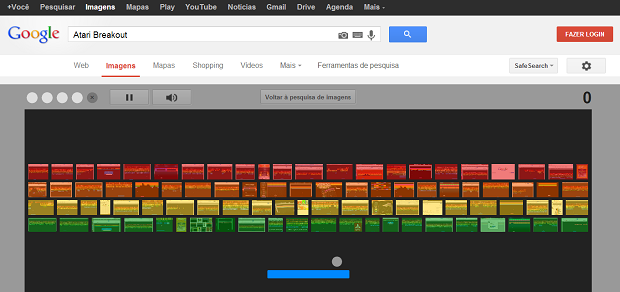 +Você Pesquisar Imagens Mapas Play YouTube Notícias Gmail Drive Agenda Mais
Google Atari Breakout FAZER LOGIN
Web Imagens Mapas Shopping Vídeos Mais Ferramentas de pesquisa SafeSearch
Voltar à pesquisa de imagens 0